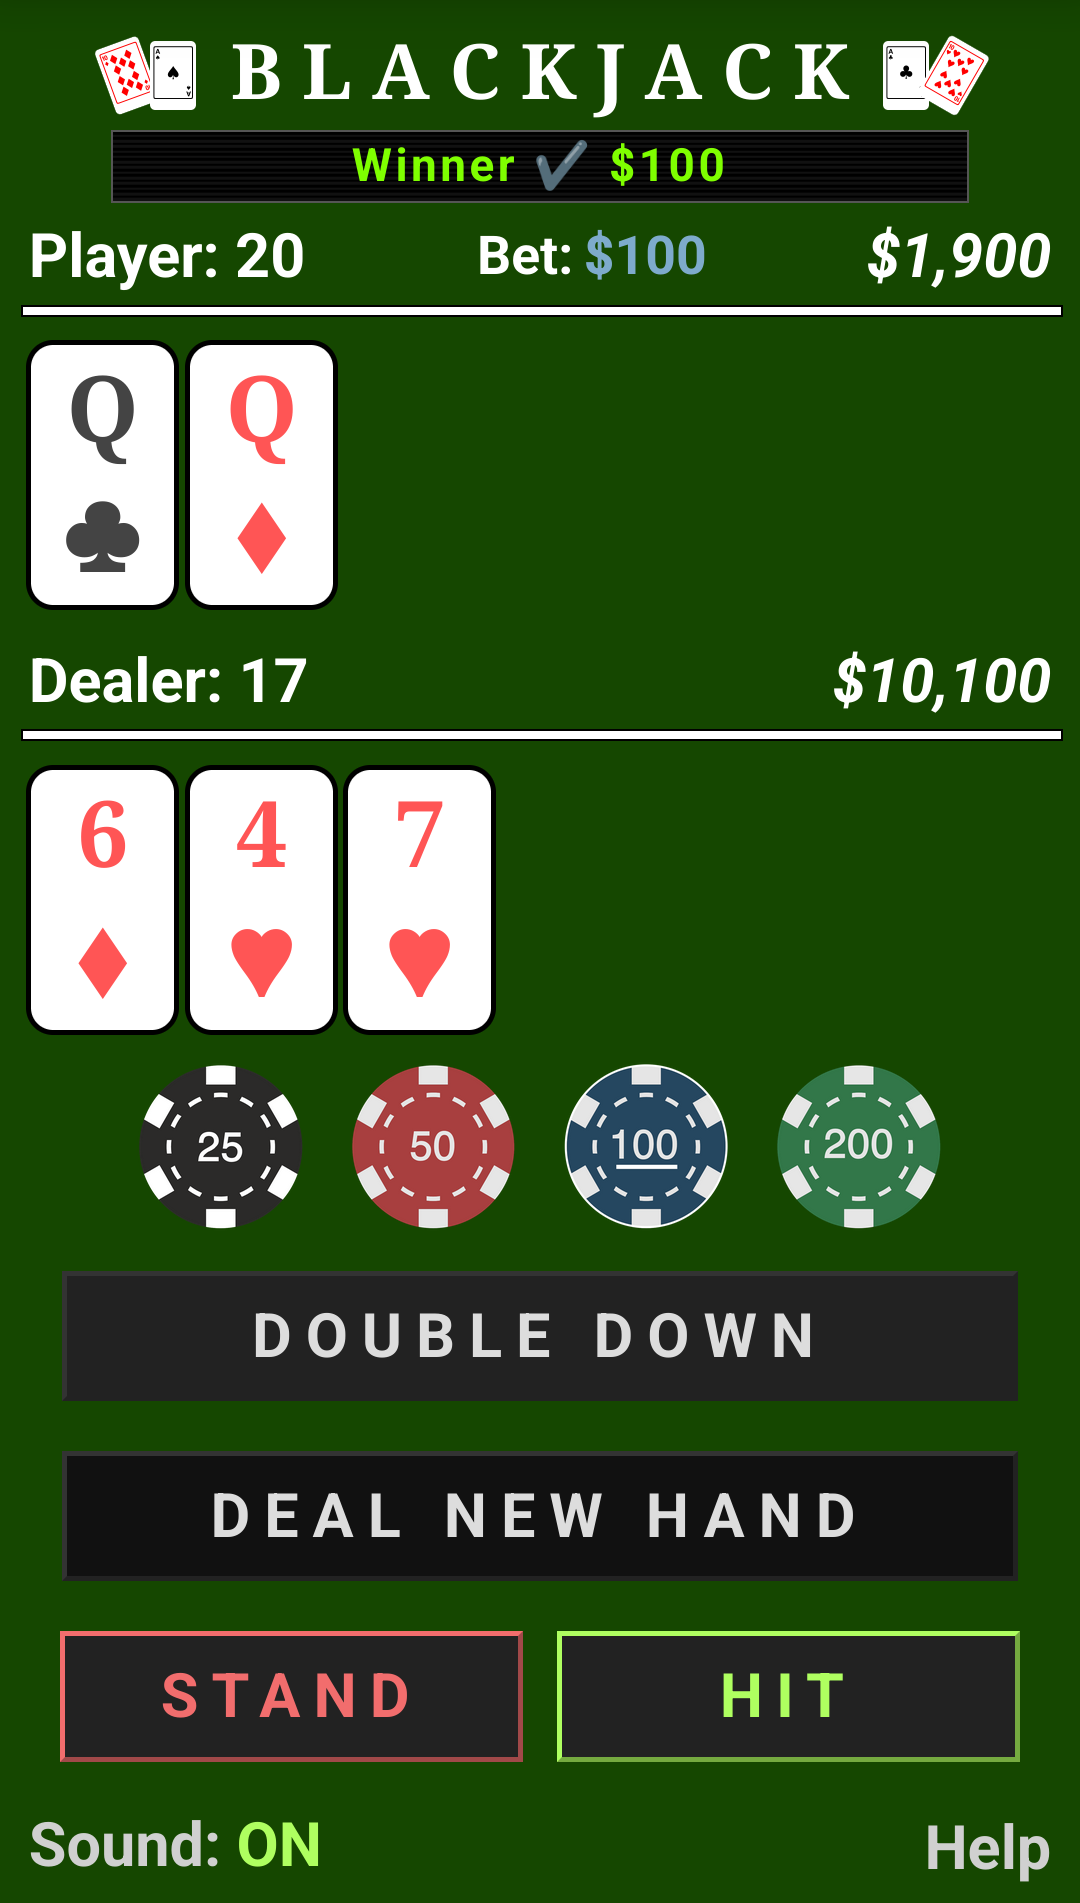 BLACKJACK
Winner ✔ $100
Player: 20 Bet: $100 $1,900
Q Q
♣ ♦
Dealer: 17 $10,100
6 4 7
♦ ♥ ♥
25 50 100 200
DOUBLE DOWN
DEAL NEW HAND
STAND HIT
Sound: ON Help